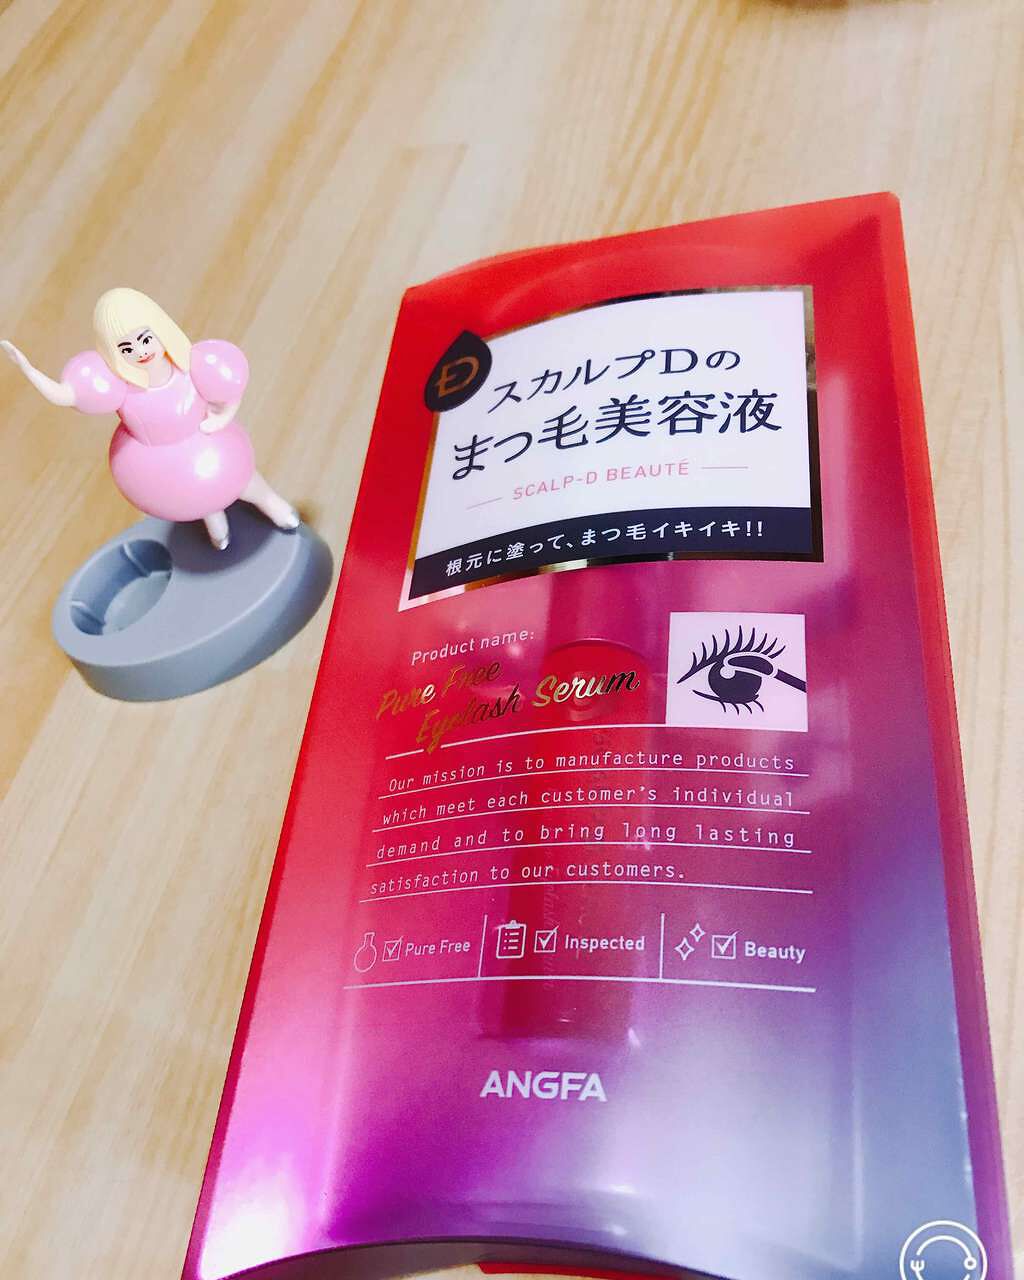 スカルプDの
まつ毛美容液
SCALP-D BEAUTÉ
根元に塗って、まつ毛イキイキ!!
Product name:
Pure Free
Eyelash Serum
Our mission is to manufacture products
which meet each customer's individual
demand and to bring long lasting
satisfaction to our customers.
Pure Free
Inspected
Beauty
ANGFA